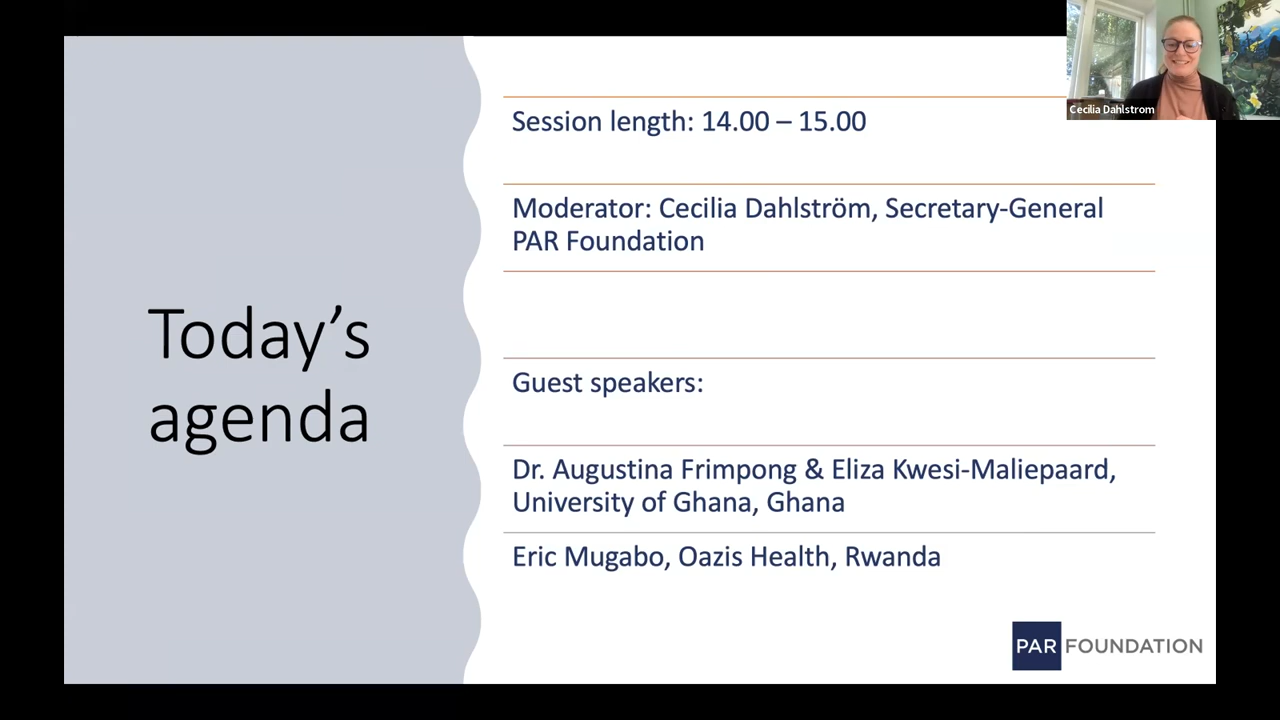 Cecilia Dahlstrom
Today's
agenda
Session length: 14.00 – 15.00
Moderator: Cecilia Dahlström, Secretary-General
PAR Foundation
Guest speakers:
Dr. Augustina Frimpong & Eliza Kwesi-Maliepaard,
University of Ghana, Ghana
Eric Mugabo, Oazis Health, Rwanda
PAR FOUNDATION